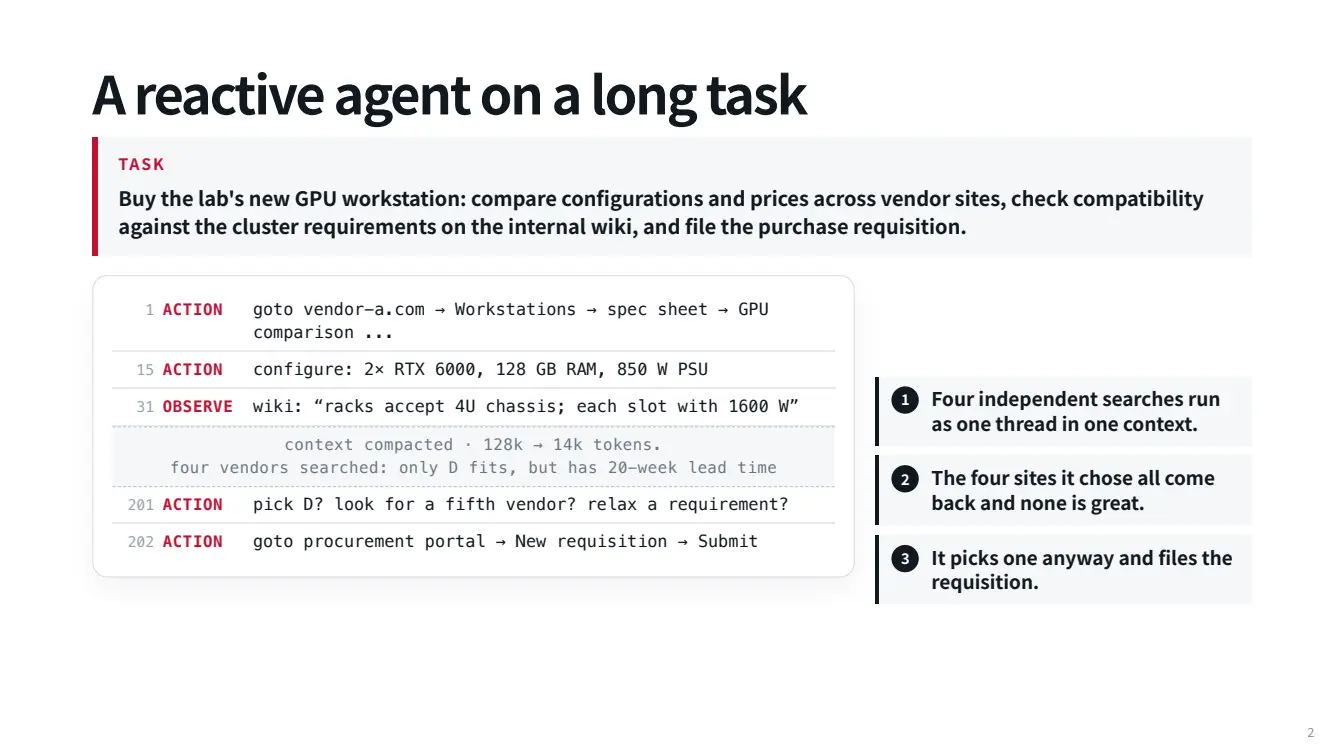 A reactive agent on a long task
TASK
Buy the lab's new GPU workstation: compare configurations and prices across vendor sites, check compatibility
against the cluster requirements on the internal wiki, and file the purchase requisition.
1 ACTION goto vendor-a.com → Workstations → spec sheet → GPU
comparison ...
15 ACTION configure: 2× RTX 6000, 128 GB RAM, 850 W PSU
31 OBSERVE wiki: “racks accept 4U chassis; each slot with 1600 W”
context compacted · 128k → 14k tokens.
four vendors searched: only D fits, but has 20-week lead time
201 ACTION pick D? look for a fifth vendor? relax a requirement?
202 ACTION goto procurement portal → New requisition → Submit
1 Four independent searches run
as one thread in one context.
2 The four sites it chose all come
back and none is great.
3 It picks one anyway and files the
requisition.
2